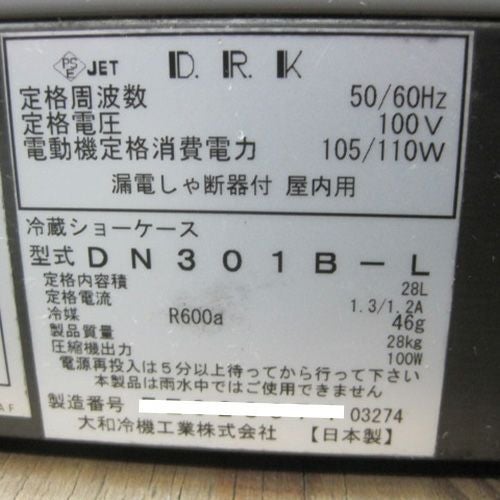 PS E JET D.R.K
定格周波数 50/60Hz
定格電圧 100V
電動機定格消費電力 105/110W
漏電しゃ断器付 屋内用
冷蔵ショーケース
型式 DN301B-L
定格内容積 28L
定格電流 1.3/1.2A
冷媒 R600a 46g
製品質量 28kg
圧縮機出力 100W
電源再投入は5分以上待ってから行って下さい
本製品は雨水中ではご使用できません
製造番号 03274
大和冷機工業株式会社 【日本製】